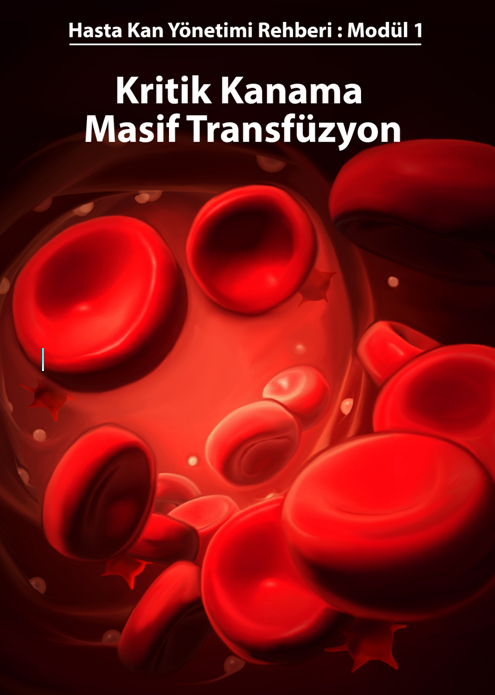 Hasta Kan Yönetimi Rehberi : Modül 1
Kritik Kanama
Masif Transfüzyon